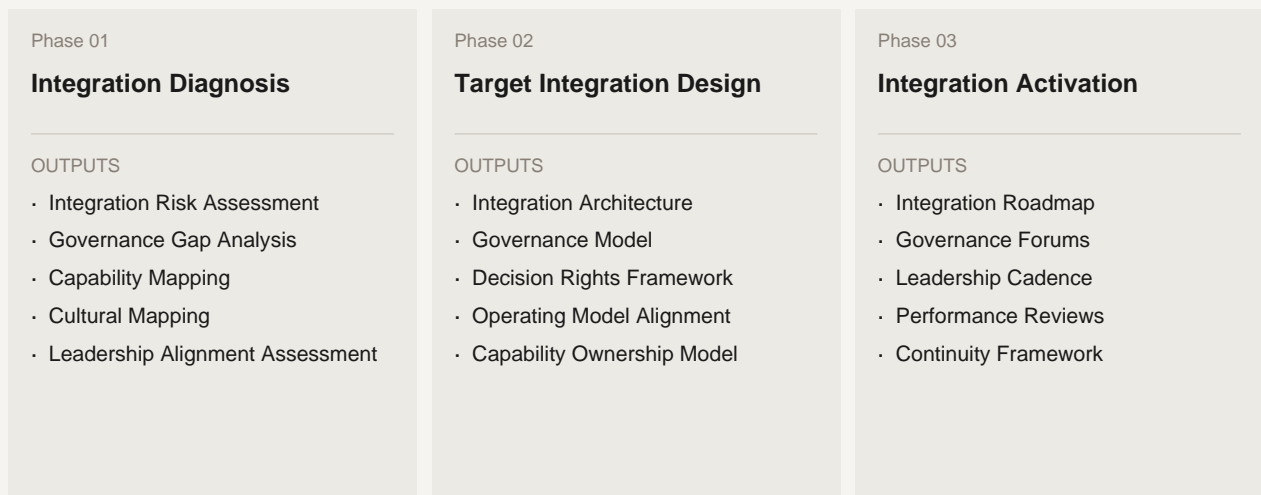 Phase 01
Integration Diagnosis
OUTPUTS
· Integration Risk Assessment
· Governance Gap Analysis
· Capability Mapping
· Cultural Mapping
· Leadership Alignment Assessment
Phase 02
Target Integration Design
OUTPUTS
· Integration Architecture
· Governance Model
· Decision Rights Framework
· Operating Model Alignment
· Capability Ownership Model
Phase 03
Integration Activation
OUTPUTS
· Integration Roadmap
· Governance Forums
· Leadership Cadence
· Performance Reviews
· Continuity Framework